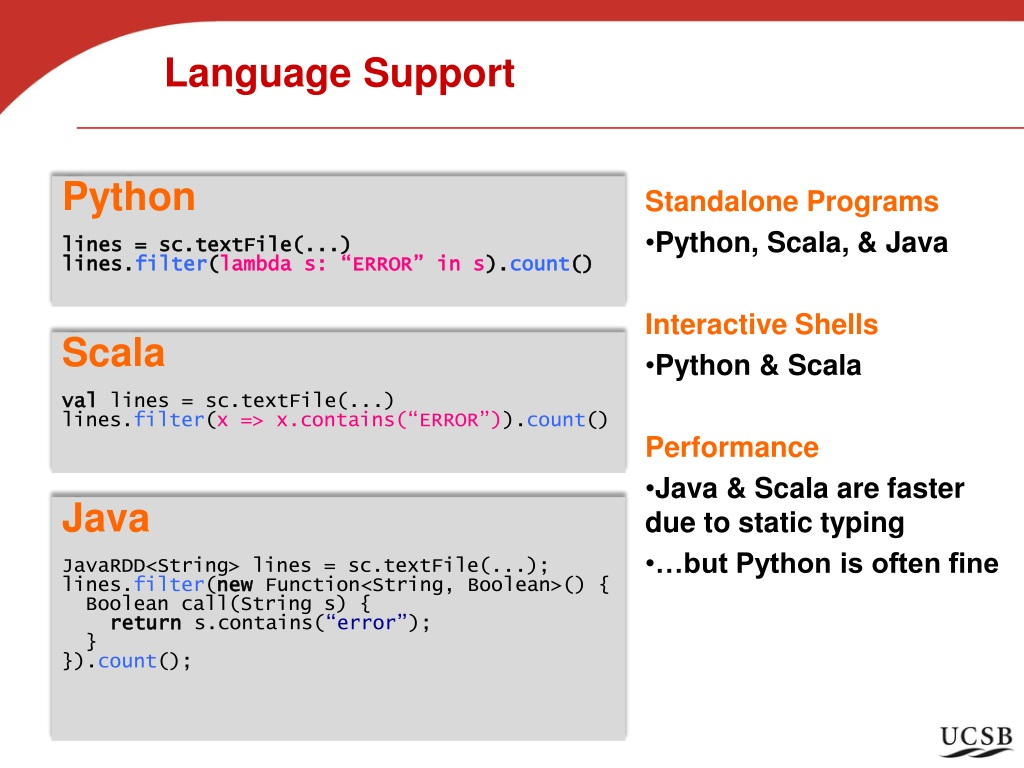 Language Support
Python
lines = sc.textFile(...)
lines.filter(lambda s: “ERROR” in s).count()
Scala
val lines = sc.textFile(...)
lines.filter(x => x.contains(“ERROR”)).count()
Java
JavaRDD<String> lines = sc.textFile(...);
lines.filter(new Function<String, Boolean>() {
  Boolean call(String s) {
    return s.contains(“error”);
  }
}).count();
Standalone Programs
•Python, Scala, & Java
Interactive Shells
•Python & Scala
Performance
•Java & Scala are faster
due to static typing
•…but Python is often fine
UCSB